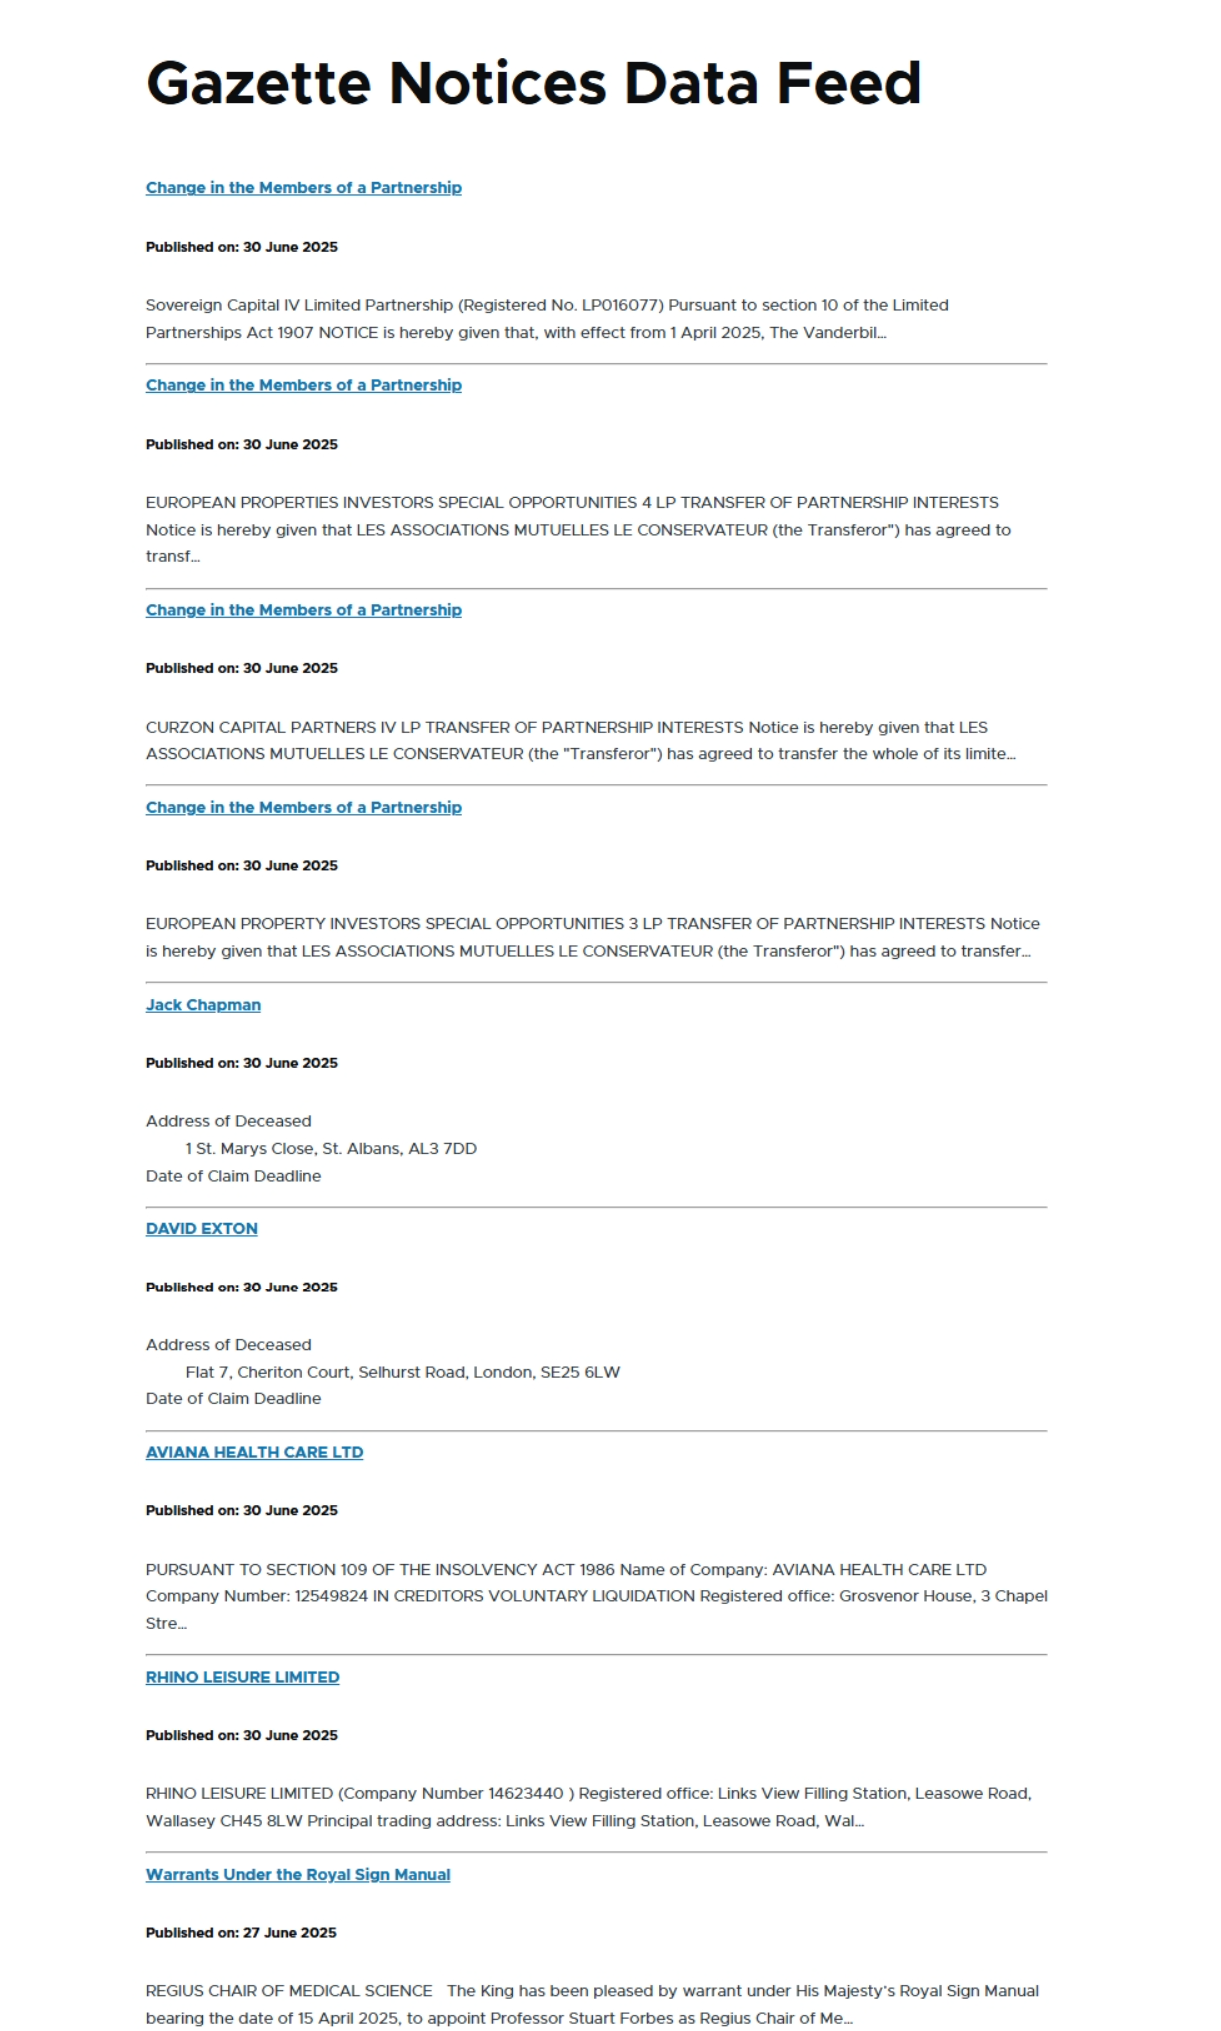 Gazette Notices Data Feed
Change in the Members of a Partnership
Published on: 30 June 2025
Sovereign Capital IV Limited Partnership (Registered No. LP016077) Pursuant to section 10 of the Limited
Partnerships Act 1907 NOTICE is hereby given that, with effect from 1 April 2025, The Vanderbil...
Change in the Members of a Partnership
Published on: 30 June 2025
EUROPEAN PROPERTIES INVESTORS SPECIAL OPPORTUNITIES 4 LP TRANSFER OF PARTNERSHIP INTERESTS
Notice is hereby given that LES ASSOCIATIONS MUTUELLES LE CONSERVATEUR (the Transferor") has agreed to
transf...
Change in the Members of a Partnership
Published on: 30 June 2025
CURZON CAPITAL PARTNERS IV LP TRANSFER OF PARTNERSHIP INTERESTS Notice is hereby given that LES
ASSOCIATIONS MUTUELLES LE CONSERVATEUR (the "Transferor") has agreed to transfer the whole of its limite...
Change in the Members of a Partnership
Published on: 30 June 2025
EUROPEAN PROPERTY INVESTORS SPECIAL OPPORTUNITIES 3 LP TRANSFER OF PARTNERSHIP INTERESTS Notice
is hereby given that LES ASSOCIATIONS MUTUELLES LE CONSERVATEUR (the Transferor") has agreed to transfer...
Jack Chapman
Published on: 30 June 2025
Address of Deceased
1 St. Marys Close, St. Albans, AL3 7DD
Date of Claim Deadline
DAVID EXTON
Published on: 30 June 2025
Address of Deceased
Flat 7, Cheriton Court, Selhurst Road, London, SE25 6LW
Date of Claim Deadline
AVIANA HEALTH CARE LTD
Published on: 30 June 2025
PURSUANT TO SECTION 109 OF THE INSOLVENCY ACT 1986 Name of Company: AVIANA HEALTH CARE LTD
Company Number: 12549824 IN CREDITORS VOLUNTARY LIQUIDATION Registered office: Grosvenor House, 3 Chapel
Stre...
RHINO LEISURE LIMITED
Published on: 30 June 2025
RHINO LEISURE LIMITED (Company Number 14623440 ) Registered office: Links View Filling Station, Leasowe Road,
Wallasey CH45 8LW Principal trading address: Links View Filling Station, Leasowe Road, Wal...
Warrants Under the Royal Sign Manual
Published on: 27 June 2025
REGIUS CHAIR OF MEDICAL SCIENCE The King has been pleased by warrant under His Majesty's Royal Sign Manual
bearing the date of 15 April 2025, to appoint Professor Stuart Forbes as Regius Chair of Me...